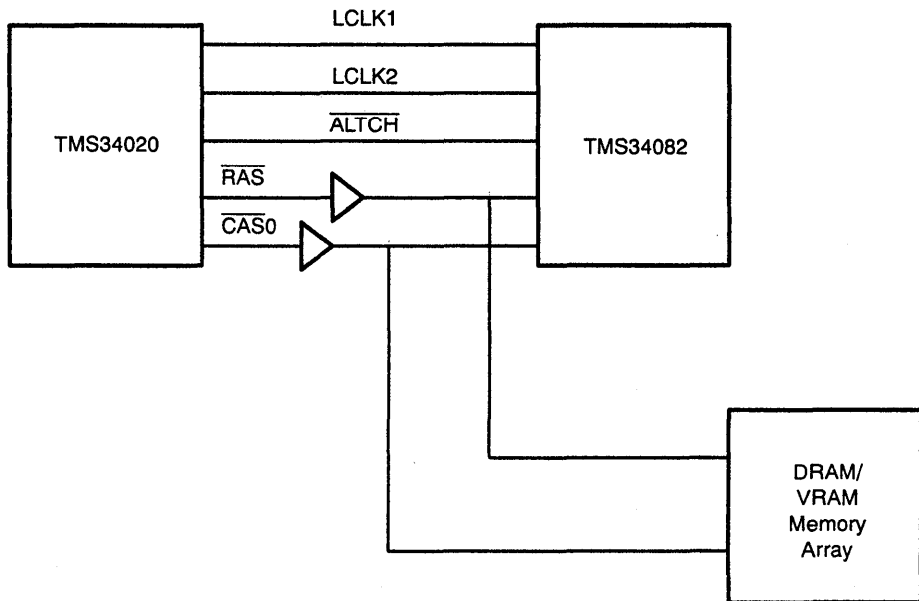 LCLK1
LCLK2
TMS34020
ALTCH
TMS34082
RAS
CAS0
DRAM/
VRAM
Memory
Array